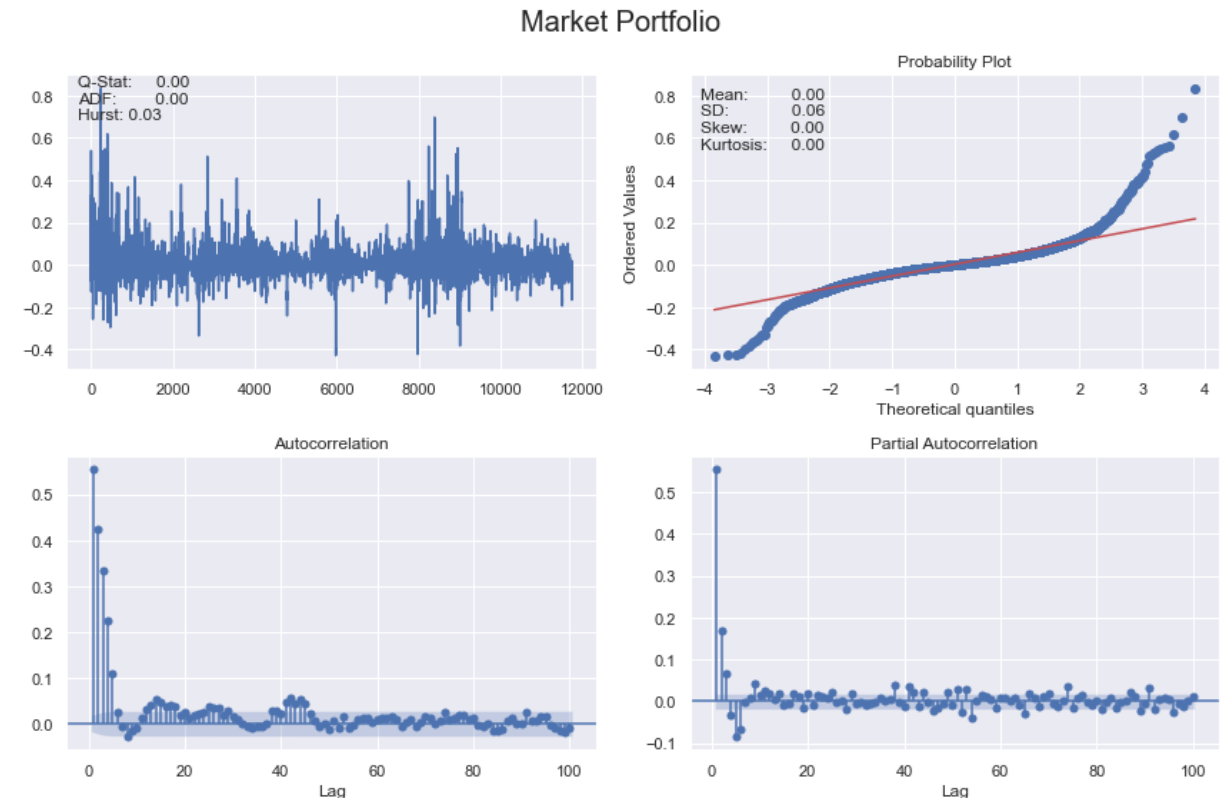 Market Portfolio
Q-Stat: 0.00
ADF: 0.00
Hurst: 0.03
0.8
0.6
0.4
0.2
0.0
−0.2
−0.4
0 2000 4000 6000 8000 10000 12000
Probability Plot
Mean: 0.00
SD: 0.06
Skew: 0.00
Kurtosis: 0.00
Ordered Values
0.8
0.6
0.4
0.2
0.0
−0.2
−0.4
−4 −3 −2 −1 0 1 2 3 4
Theoretical quantiles
Autocorrelation
0.5
0.4
0.3
0.2
0.1
0.0
0 20 40 60 80 100
Lag
Partial Autocorrelation
0.5
0.4
0.3
0.2
0.1
0.0
−0.1
0 20 40 60 80 100
Lag